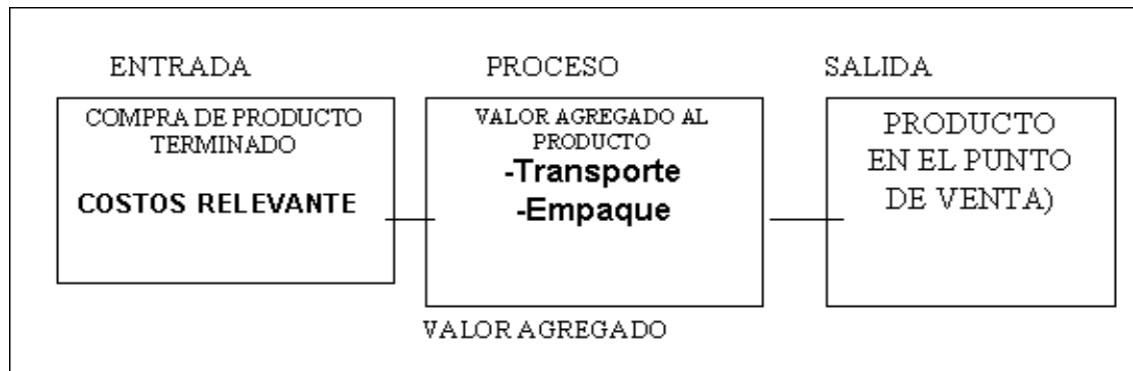 ENTRADA
COMPRA DE PRODUCTO
TERMINADO
COSTOS RELEVANTE
PROCESO
VALOR AGREGADO AL
PRODUCTO
-Transporte
-Empaque
VALOR AGREGADO
SALIDA
PRODUCTO
EN EL PUNTO
DE VENTA)